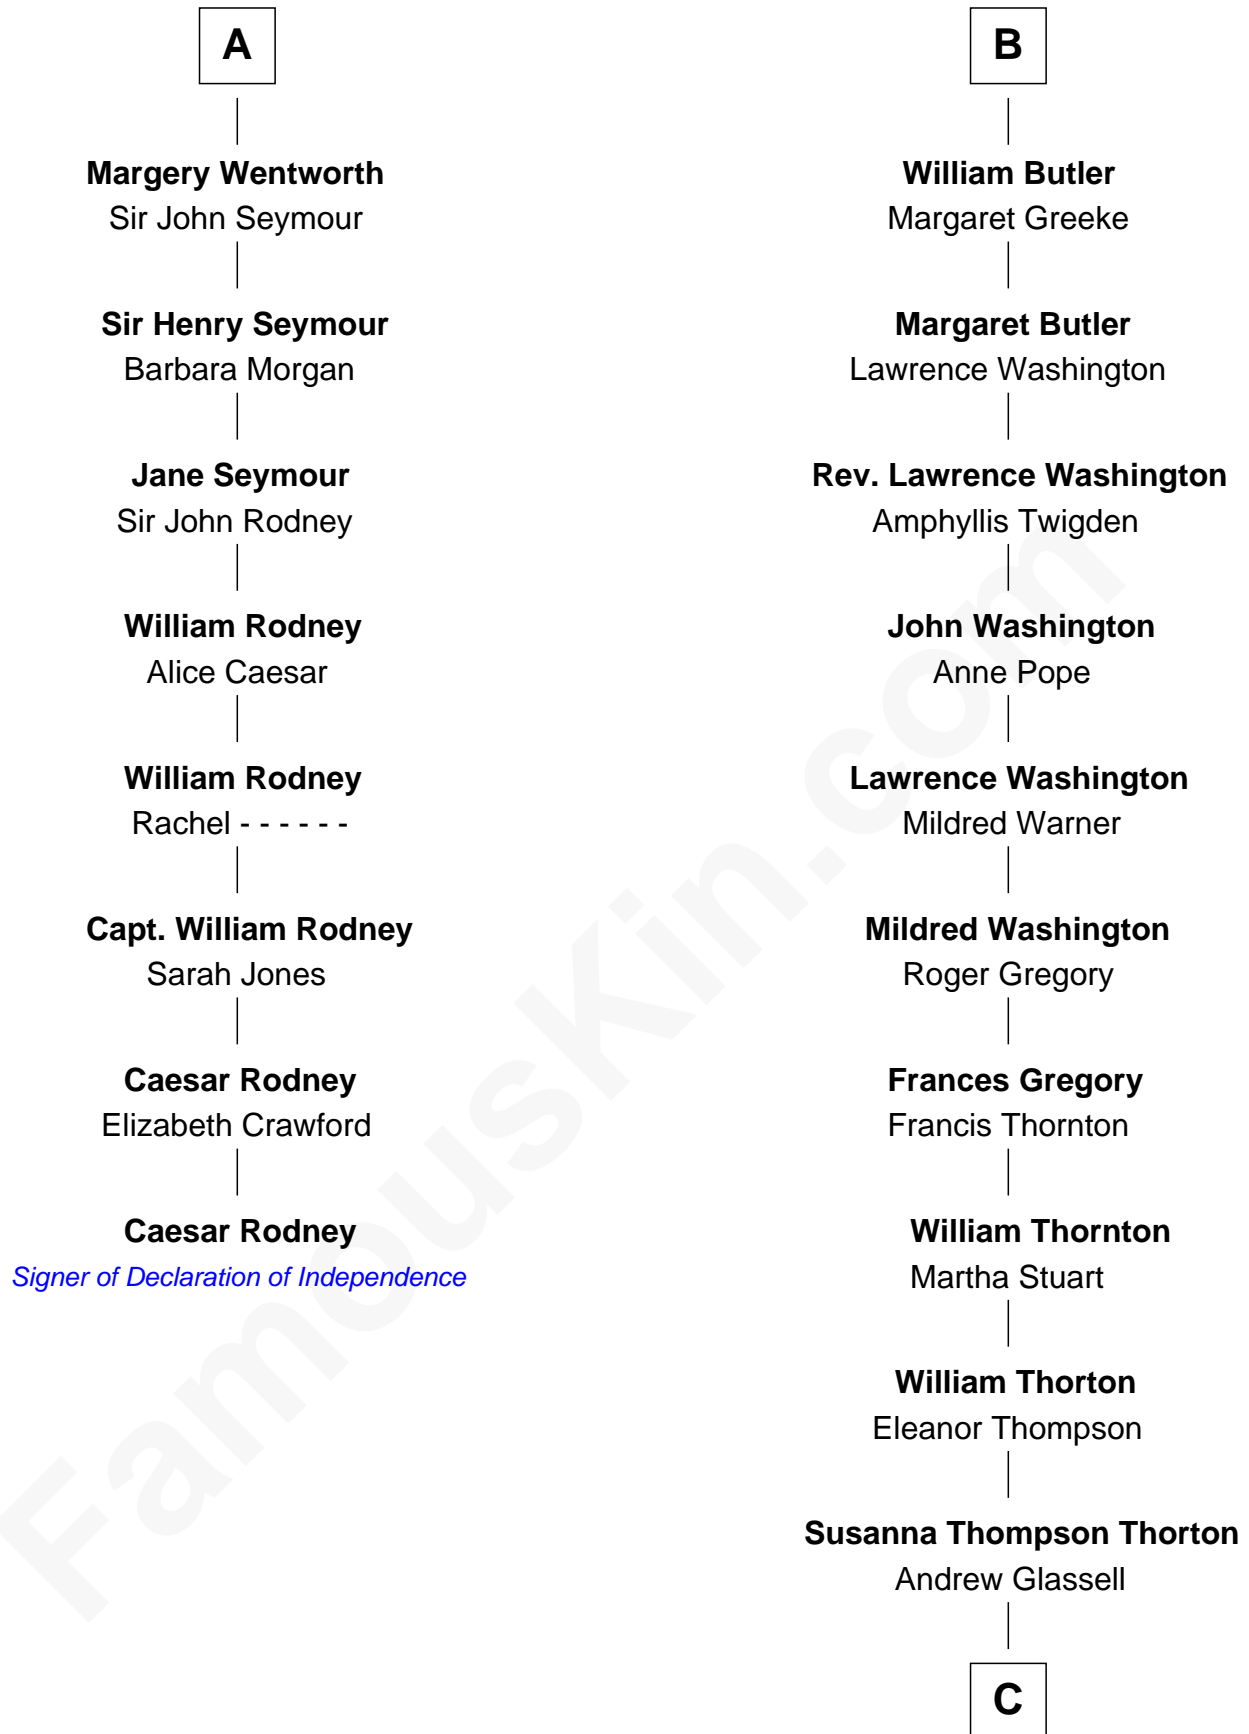 A
Margery Wentworth
Sir John Seymour
Sir Henry Seymour
Barbara Morgan
Jane Seymour
Sir John Rodney
William Rodney
Alice Caesar
William Rodney
Rachel - - - - - -
Capt. William Rodney
Sarah Jones
Caesar Rodney
Elizabeth Crawford
Caesar Rodney
Signer of Declaration of Independence
B
William Butler
Margaret Greeke
Margaret Butler
Lawrence Washington
Rev. Lawrence Washington
Amphyllis Twigden
John Washington
Anne Pope
Lawrence Washington
Mildred Warner
Mildred Washington
Roger Gregory
Frances Gregory
Francis Thornton
William Thornton
Martha Stuart
William Thorton
Eleanor Thompson
Susanna Thompson Thorton
Andrew Glassell
C
FamousKin.com